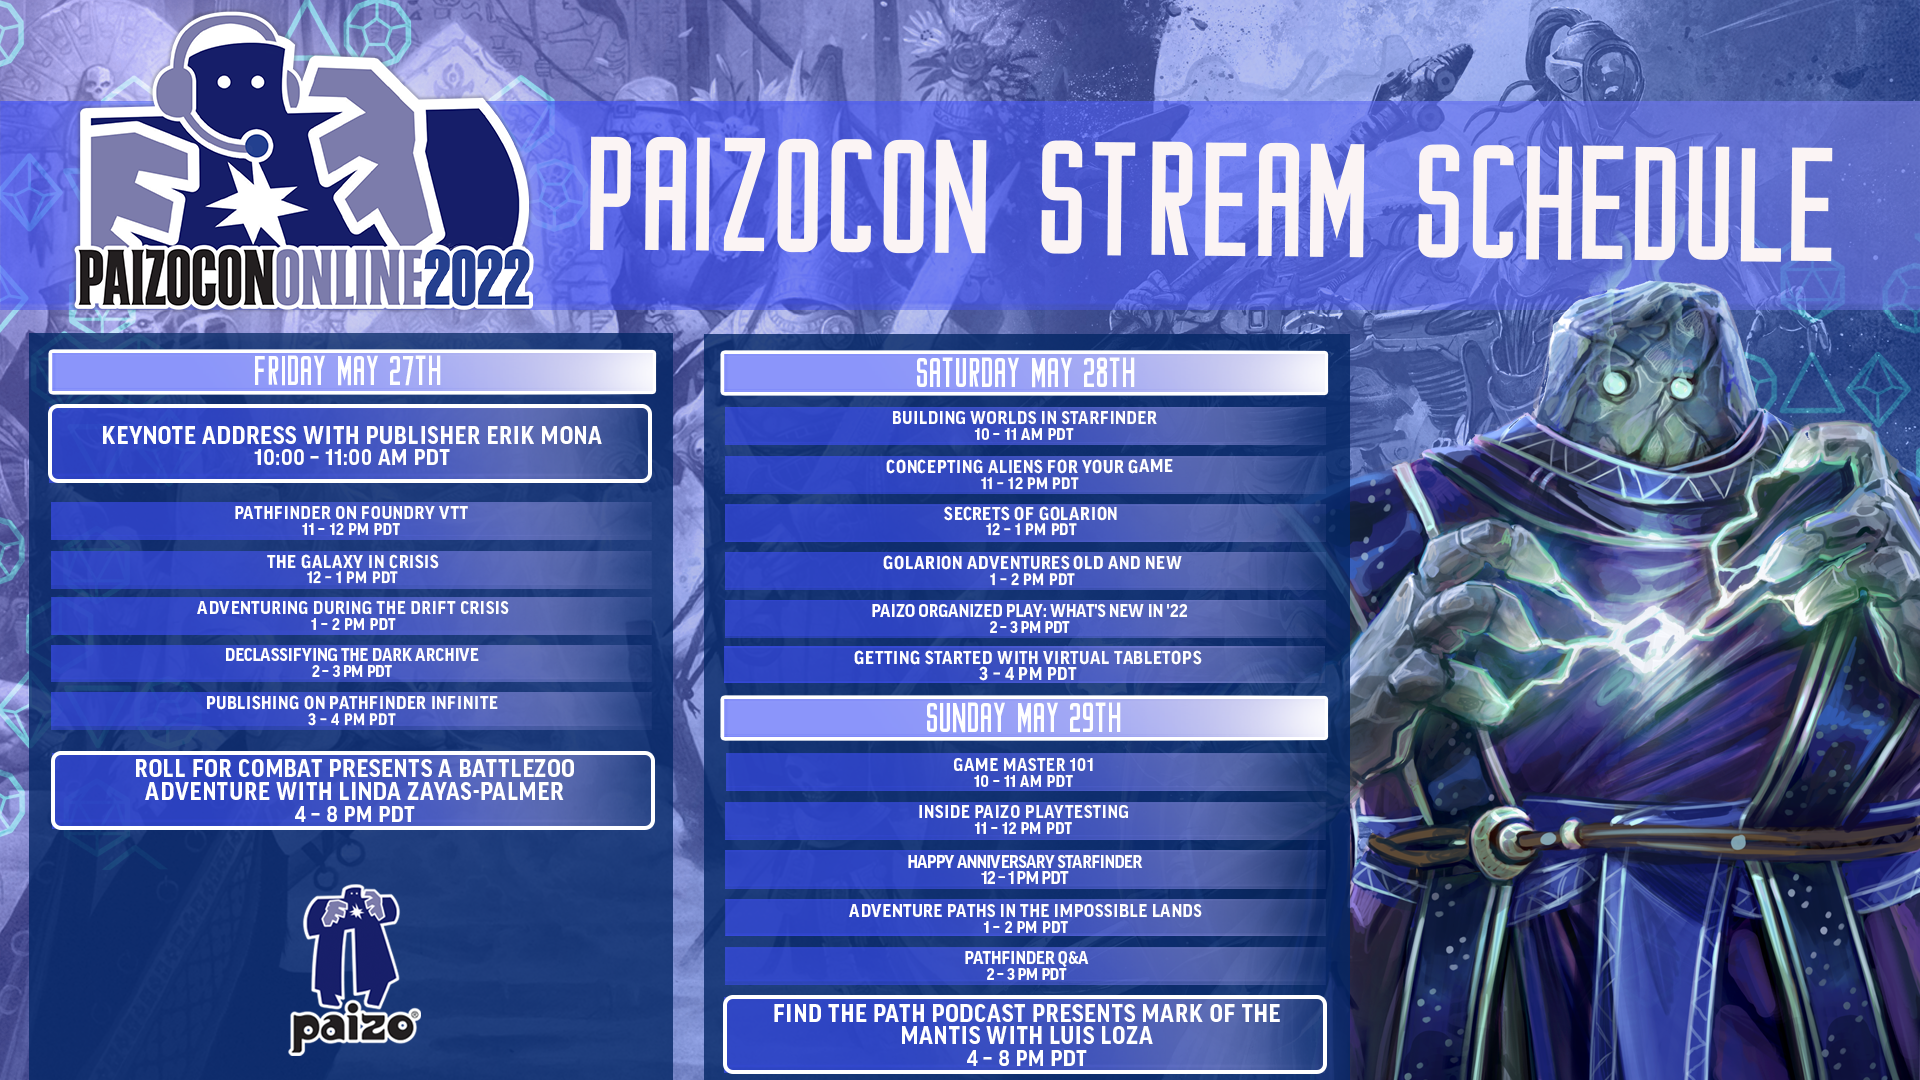 PAIZOCONONLINE2022
PAIZOCON STREAM SCHEDULE
FRIDAY MAY 27TH
KEYNOTE ADDRESS WITH PUBLISHER ERIK MONA
10:00 – 11:00 AM PDT
PATHFINDER ON FOUNDRY VTT
11 – 12 PM PDT
THE GALAXY IN CRISIS
12 – 1 PM PDT
ADVENTURING DURING THE DRIFT CRISIS
1 – 2 PM PDT
DECLASSIFYING THE DARK ARCHIVE
2 – 3 PM PDT
PUBLISHING ON PATHFINDER INFINITE
3 – 4 PM PDT
ROLL FOR COMBAT PRESENTS A BATTLEZOO
ADVENTURE WITH LINDA ZAYAS-PALMER
4 – 8 PM PDT
paizo®
SATURDAY MAY 28TH
BUILDING WORLDS IN STARFINDER
10 – 11 AM PDT
CONCEPTING ALIENS FOR YOUR GAME
11 – 12 PM PDT
SECRETS OF GOLARION
12 – 1 PM PDT
GOLARION ADVENTURES OLD AND NEW
1 – 2 PM PDT
PAIZO ORGANIZED PLAY: WHAT'S NEW IN '22
2 – 3 PM PDT
GETTING STARTED WITH VIRTUAL TABLETOPS
3 – 4 PM PDT
SUNDAY MAY 29TH
GAME MASTER 101
10 – 11 AM PDT
INSIDE PAIZO PLAYTESTING
11 – 12 PM PDT
HAPPY ANNIVERSARY STARFINDER
12 – 1 PM PDT
ADVENTURE PATHS IN THE IMPOSSIBLE LANDS
1 – 2 PM PDT
PATHFINDER Q&A
2 – 3 PM PDT
FIND THE PATH PODCAST PRESENTS MARK OF THE
MANTIS WITH LUIS LOZA
4 – 8 PM PDT